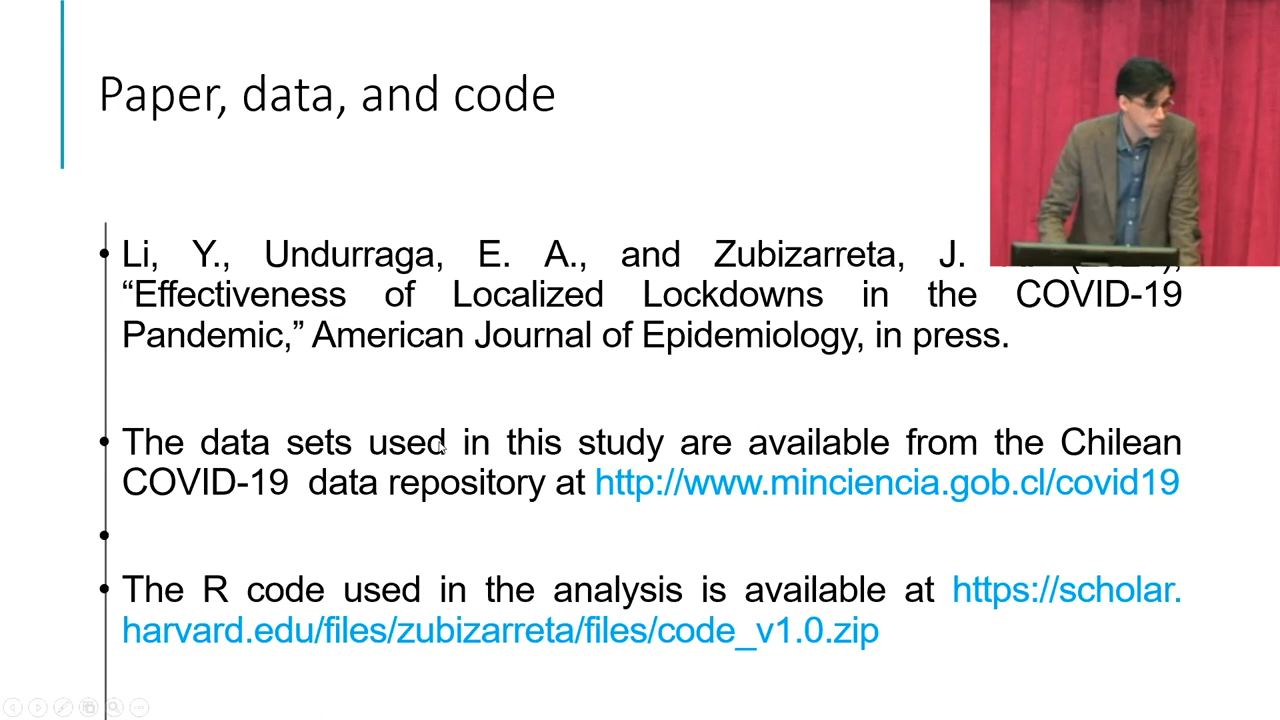 Paper, data, and code
• Li, Y., Undurraga, E. A., and Zubizarreta, J.
“Effectiveness of Localized Lockdowns in the COVID-19
Pandemic,” American Journal of Epidemiology, in press.
• The data sets used in this study are available from the Chilean
COVID-19 data repository at http://www.minciencia.gob.cl/covid19
•
• The R code used in the analysis is available at https://scholar.
harvard.edu/files/zubizarreta/files/code_v1.0.zip